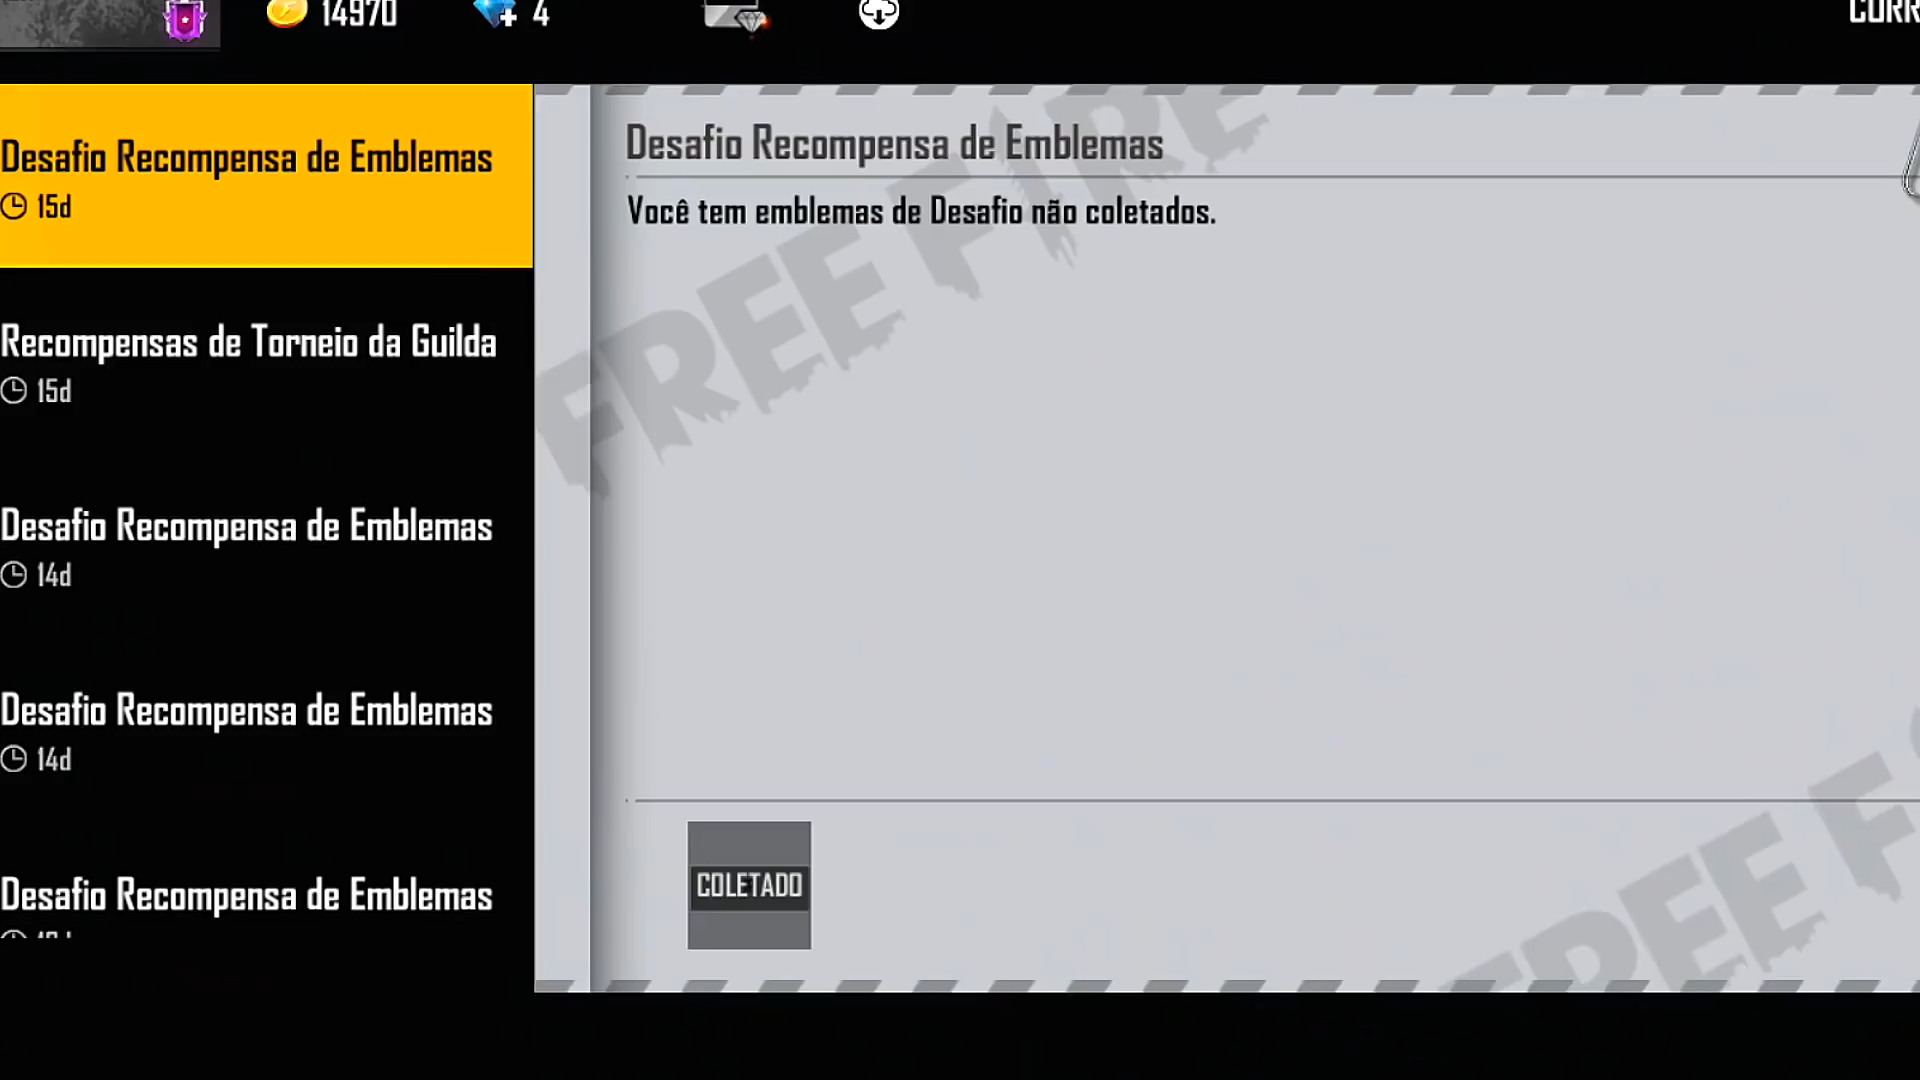 14970
4
Desafio Recompensa de Emblemas
15d
Recompensas de Torneio da Guilda
15d
Desafio Recompensa de Emblemas
14d
Desafio Recompensa de Emblemas
14d
Desafio Recompensa de Emblemas
Desafio Recompensa de Emblemas
Você tem emblemas de Desafio não coletados.
FREE FIRE
COLETADO
FREE F